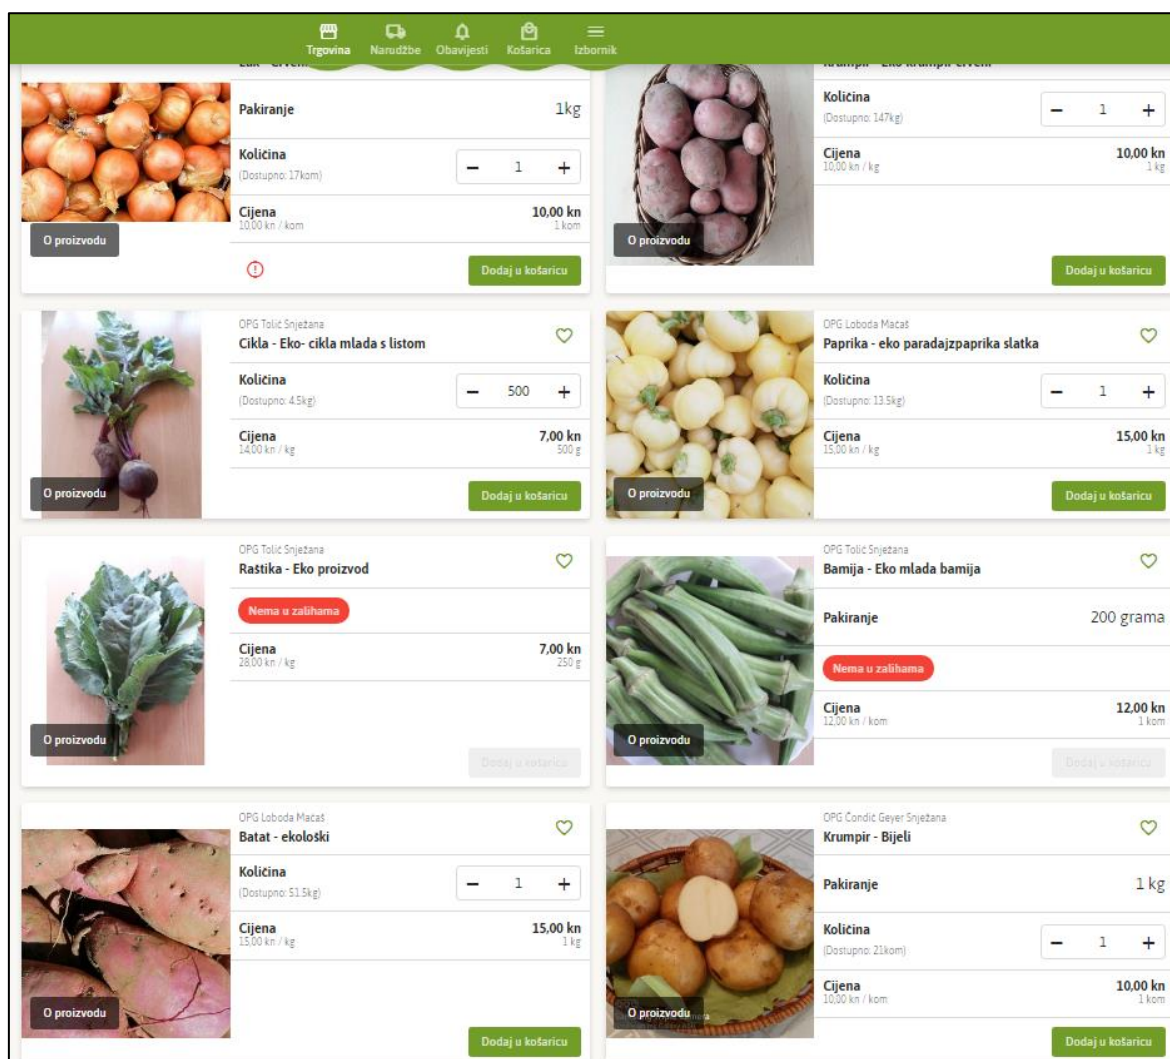 Trgovina
Narudžbe
Obavijesti
Košarica
Izbornik
Pakiranje 1kg
Količina
(Dostupno: 17kom)
− 1 +
Cijena 10,00 kn
10,00 kn / kom 1 kom
O proizvodu
Dodaj u košaricu
Količina
(Dostupno: 147kg)
− 1 +
Cijena 10,00 kn
10,00 kn / kg 1 kg
O proizvodu
Dodaj u košaricu
OPG Tolić Snježana
Cikla - Eko- cikla mlada s listom
Količina
(Dostupno: 4.5kg)
− 500 +
Cijena 7,00 kn
14,00 kn / kg 500 g
O proizvodu
Dodaj u košaricu
OPG Loboda Macaš
Paprika - eko paradajzpaprika slatka
Količina
(Dostupno: 13.5kg)
− 1 +
Cijena 15,00 kn
15,00 kn / kg 1 kg
O proizvodu
Dodaj u košaricu
OPG Tolić Snježana
Raštika - Eko proizvod
Nema u zalihama
Cijena 7,00 kn
28,00 kn / kg 250 g
O proizvodu
Dodaj u košaricu
OPG Tolić Snježana
Bamija - Eko mlada bamija
Pakiranje 200 grama
Nema u zalihama
Cijena 12,00 kn
12,00 kn / kom 1 kom
O proizvodu
Dodaj u košaricu
OPG Loboda Macaš
Batat - ekološki
Količina
(Dostupno: 51.5kg)
− 1 +
Cijena 15,00 kn
15,00 kn / kg 1 kg
O proizvodu
Dodaj u košaricu
OPG Čondić Geyer Snježana
Krumpir - Bijeli
Pakiranje 1 kg
Količina
(Dostupno: 21kom)
− 1 +
Cijena 10,00 kn
10,00 kn / kom 1 kom
O proizvodu
Dodaj u košaricu